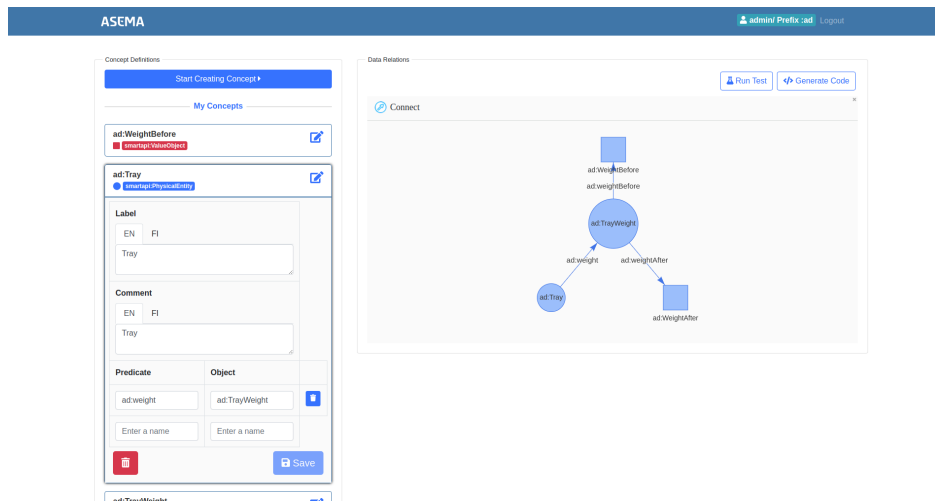 ASEMA
admin/ Prefix :ad Logout
Concept Definitions
Start Creating Concept
My Concepts
ad:WeightBefore
smartapi:ValueObject
ad:Tray
smartapi:PhysicalEntity
Label
EN FI
Tray
Comment
EN FI
Tray
Predicate Object
ad:weight ad:TrayWeight
Enter a name Enter a name
Save
ad:TrayWeight
Data Relations
Run Test Generate Code
Connect
ad:WeightBefore
ad:weightBefore
ad:TrayWeight
ad:weight ad:weightAfter
ad:Tray
ad:WeightAfter